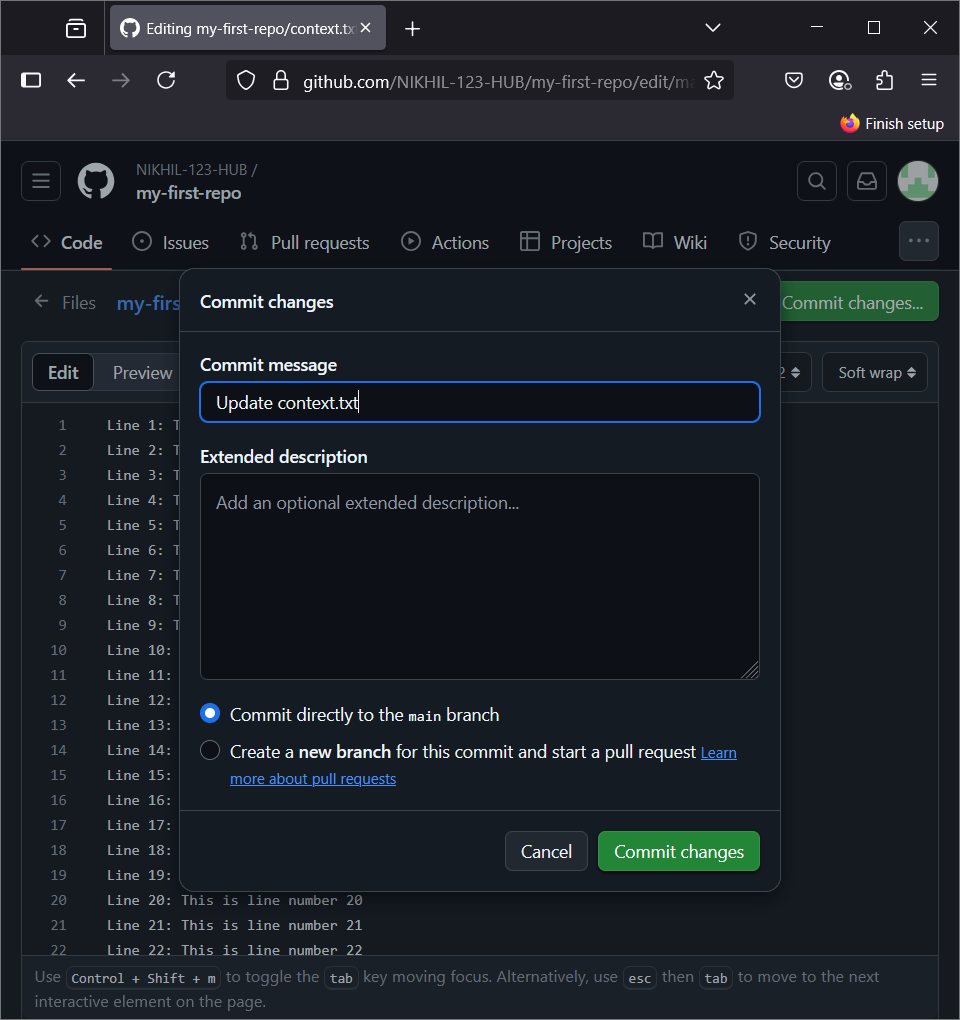 Editing my-first-repo/context.tx
github.com/NIKHIL-123-HUB/my-first-repo/edit/ma
Finish setup
NIKHIL-123-HUB /
my-first-repo
Code Issues Pull requests Actions Projects Wiki Security
Files my-firs Commit changes...
Edit Preview 2 Soft wrap
Commit changes
Commit message
Update context.txt
Extended description
Add an optional extended description...
Commit directly to the main branch
Create a new branch for this commit and start a pull request Learn
more about pull requests
Cancel Commit changes
1 Line 1: T
2 Line 2: T
3 Line 3: T
4 Line 4: T
5 Line 5: T
6 Line 6: T
7 Line 7: T
8 Line 8: T
9 Line 9: T
10 Line 10:
11 Line 11:
12 Line 12:
13 Line 13:
14 Line 14:
15 Line 15:
16 Line 16:
17 Line 17:
18 Line 18:
19 Line 19:
20 Line 20: This is line number 20
21 Line 21: This is line number 21
22 Line 22: This is line number 22
Use Control + Shift + m to toggle the tab key moving focus. Alternatively, use esc then tab to move to the next
interactive element on the page.